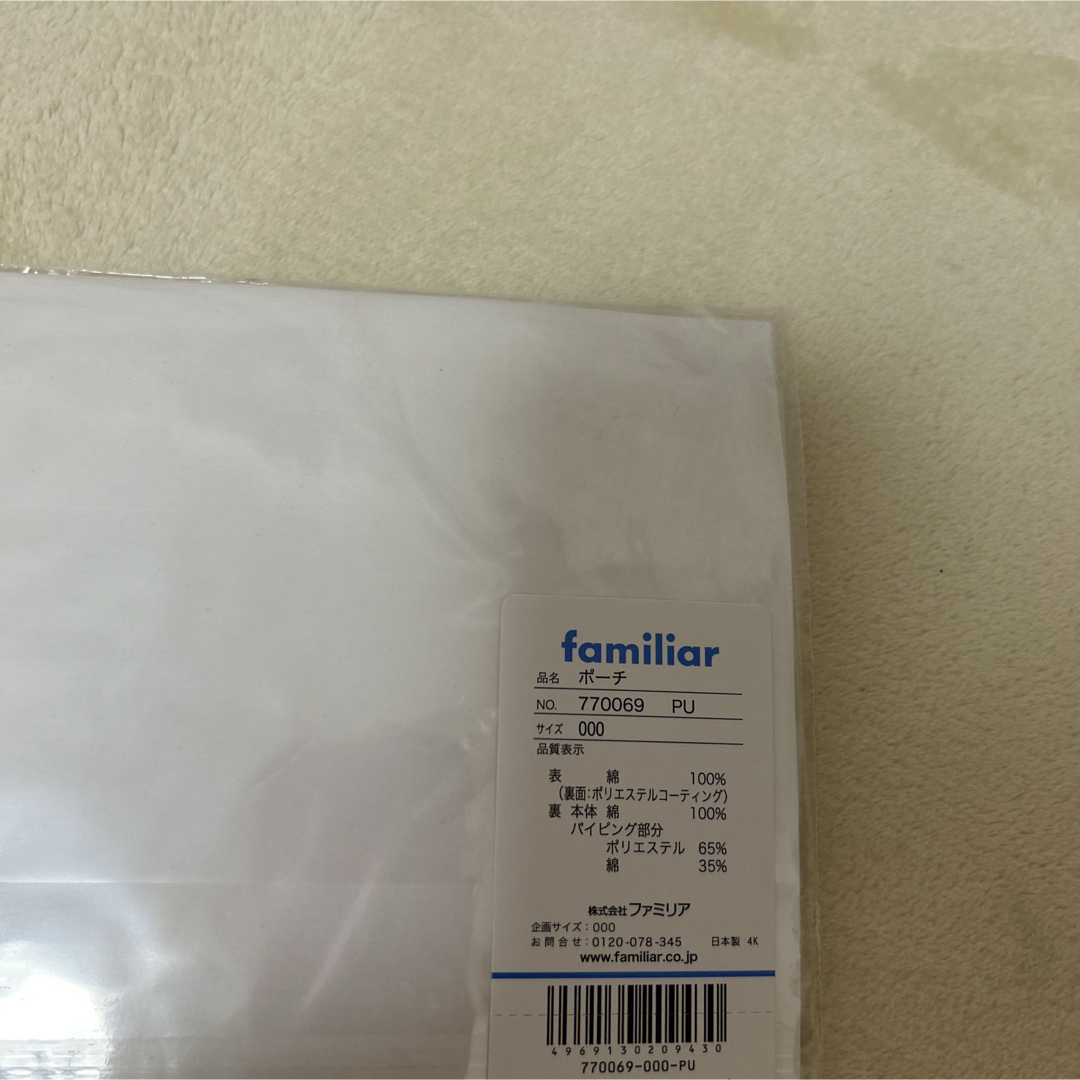 familiar
品名 ポーチ
NO. 770069 PU
サイズ 000
品質表示
表 綿 100%
(裏面:ポリエステルコーティング)
裏 本体 綿 100%
パイピング部分
ポリエステル 65%
綿 35%
株式会社ファミリア
企画サイズ:000
お問合せ:0120-078-345 日本製 4K
www.familiar.co.jp
4969130209430
770069-000-PU